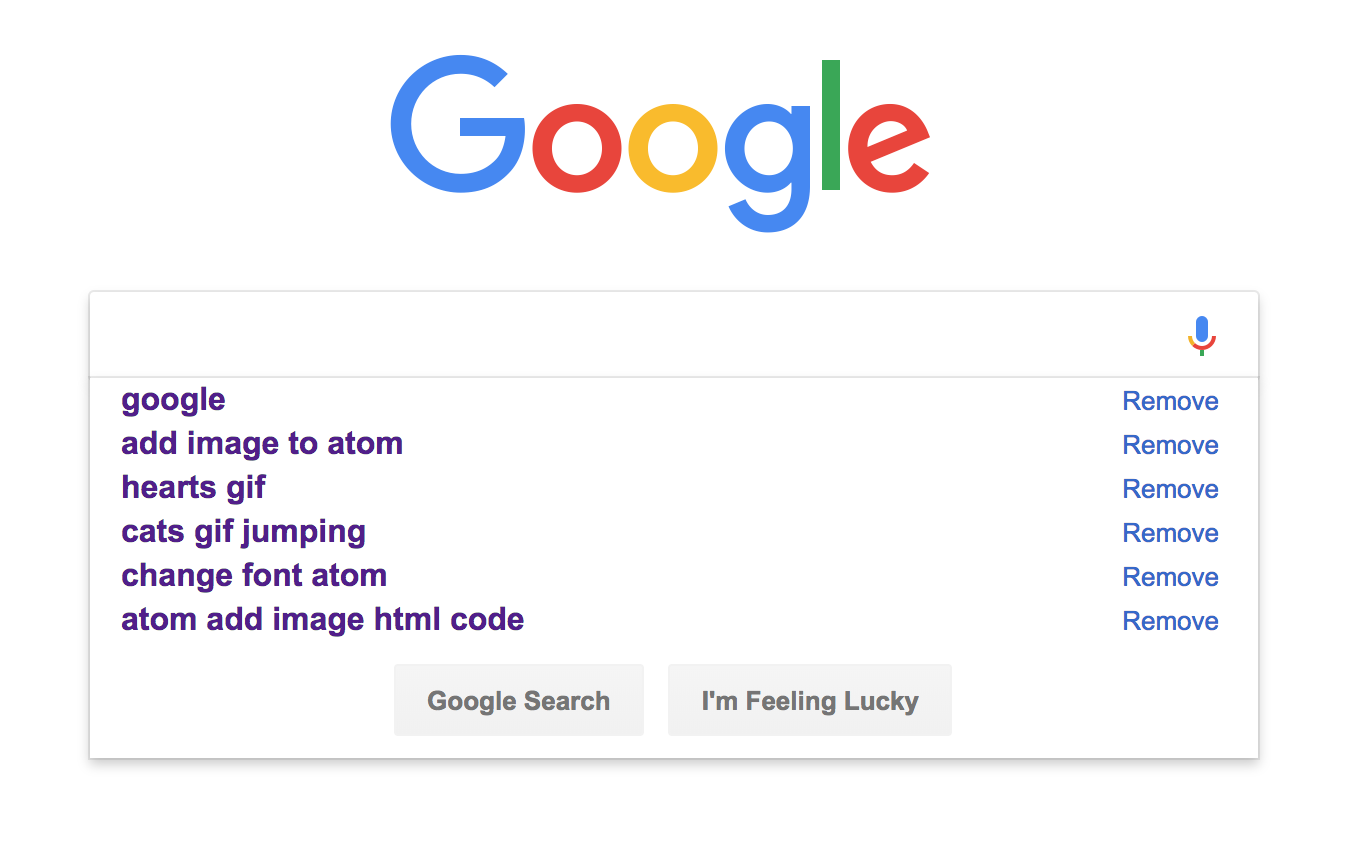 Google
google Remove
add image to atom Remove
hearts gif Remove
cats gif jumping Remove
change font atom Remove
atom add image html code Remove
Google Search I'm Feeling Lucky